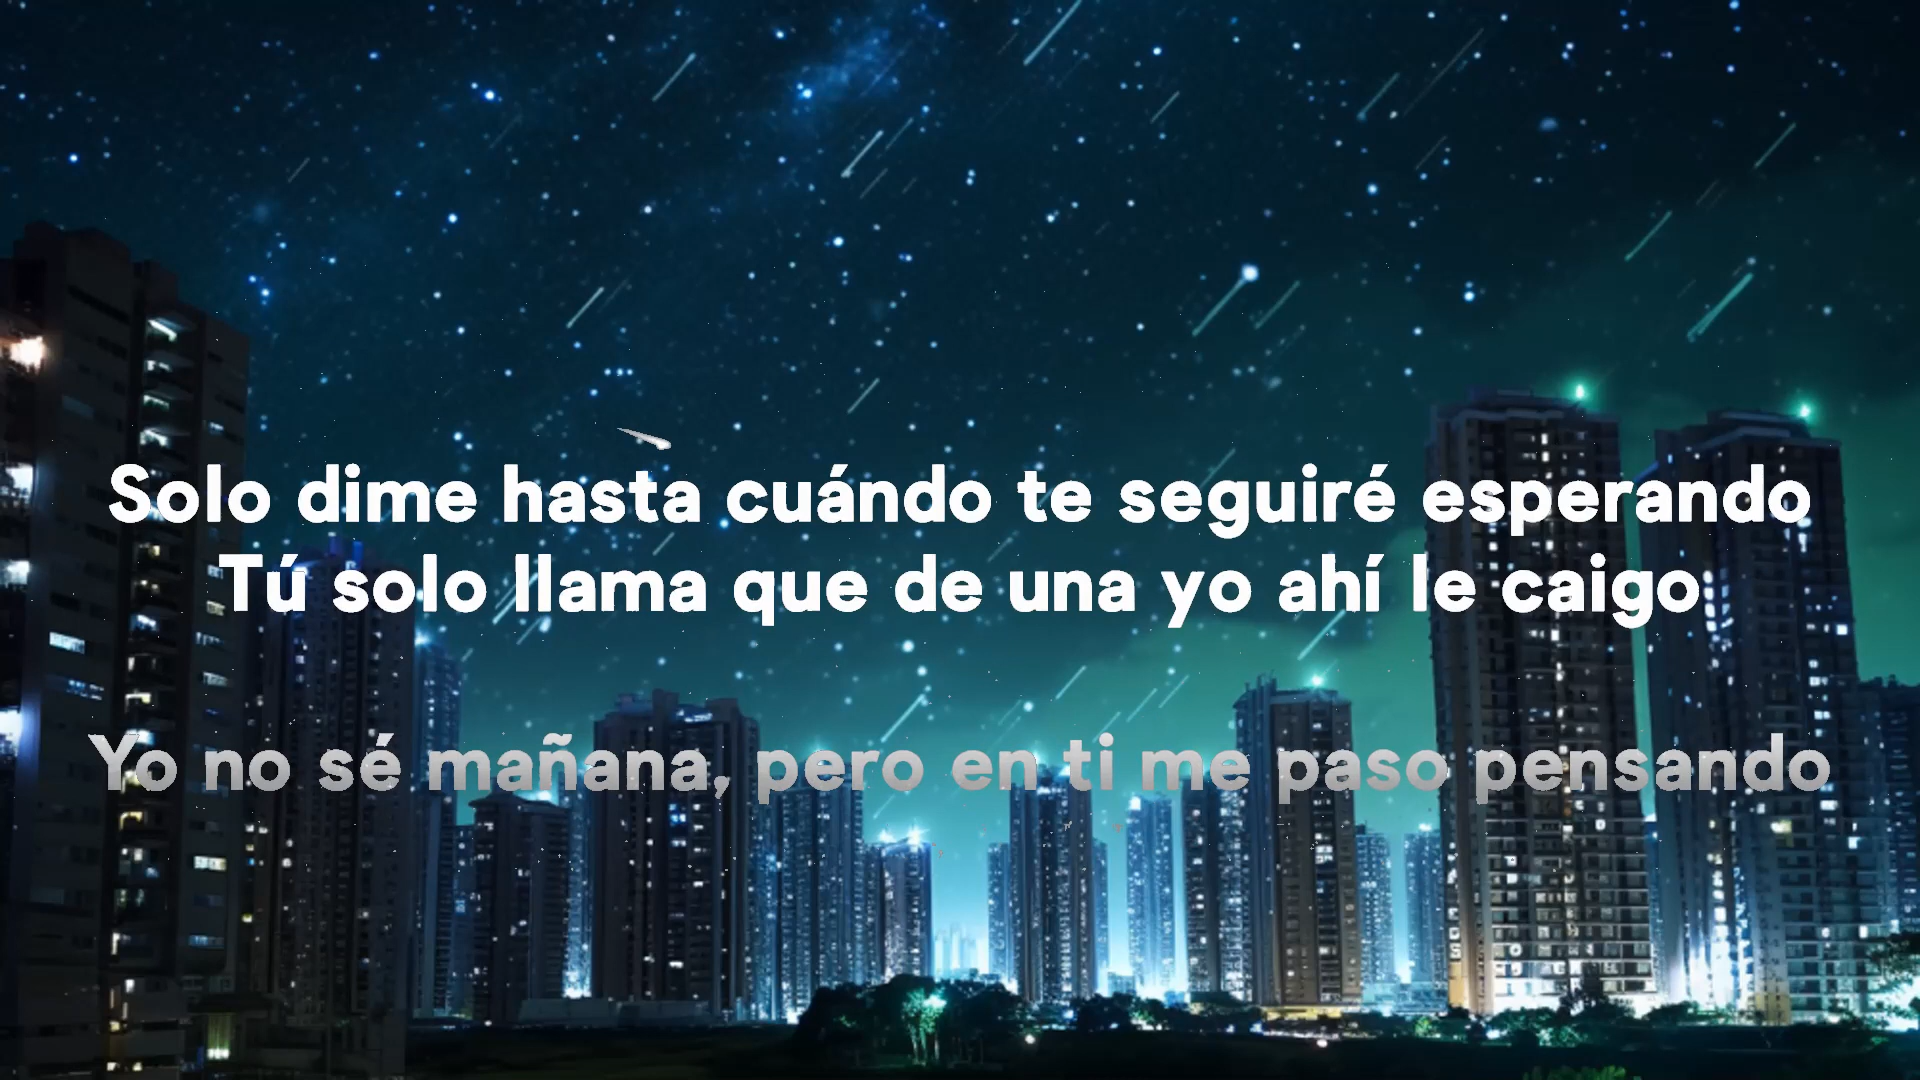 Solo dime hasta cuándo te seguiré esperando
Tú solo llama que de una yo ahí le caigo
Yo no sé mañana, pero en ti me paso pensando